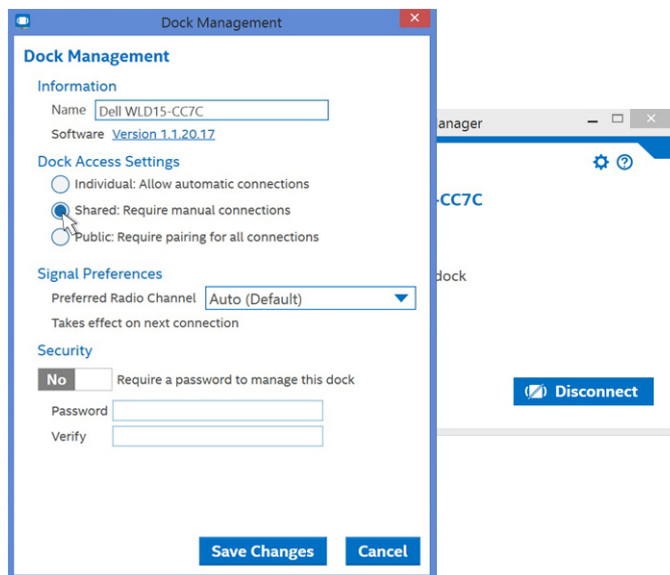 Dock Management
Dock Management
Information
Name Dell WLD15-CC7C
Software Version 1.1.20.17
Dock Access Settings
Individual: Allow automatic connections
Shared: Require manual connections
Public: Require pairing for all connections
Signal Preferences
Preferred Radio Channel Auto (Default)
Takes effect on next connection
Security
No Require a password to manage this dock
Password
Verify
Save Changes Cancel
anager
-CC7C
dock
Disconnect